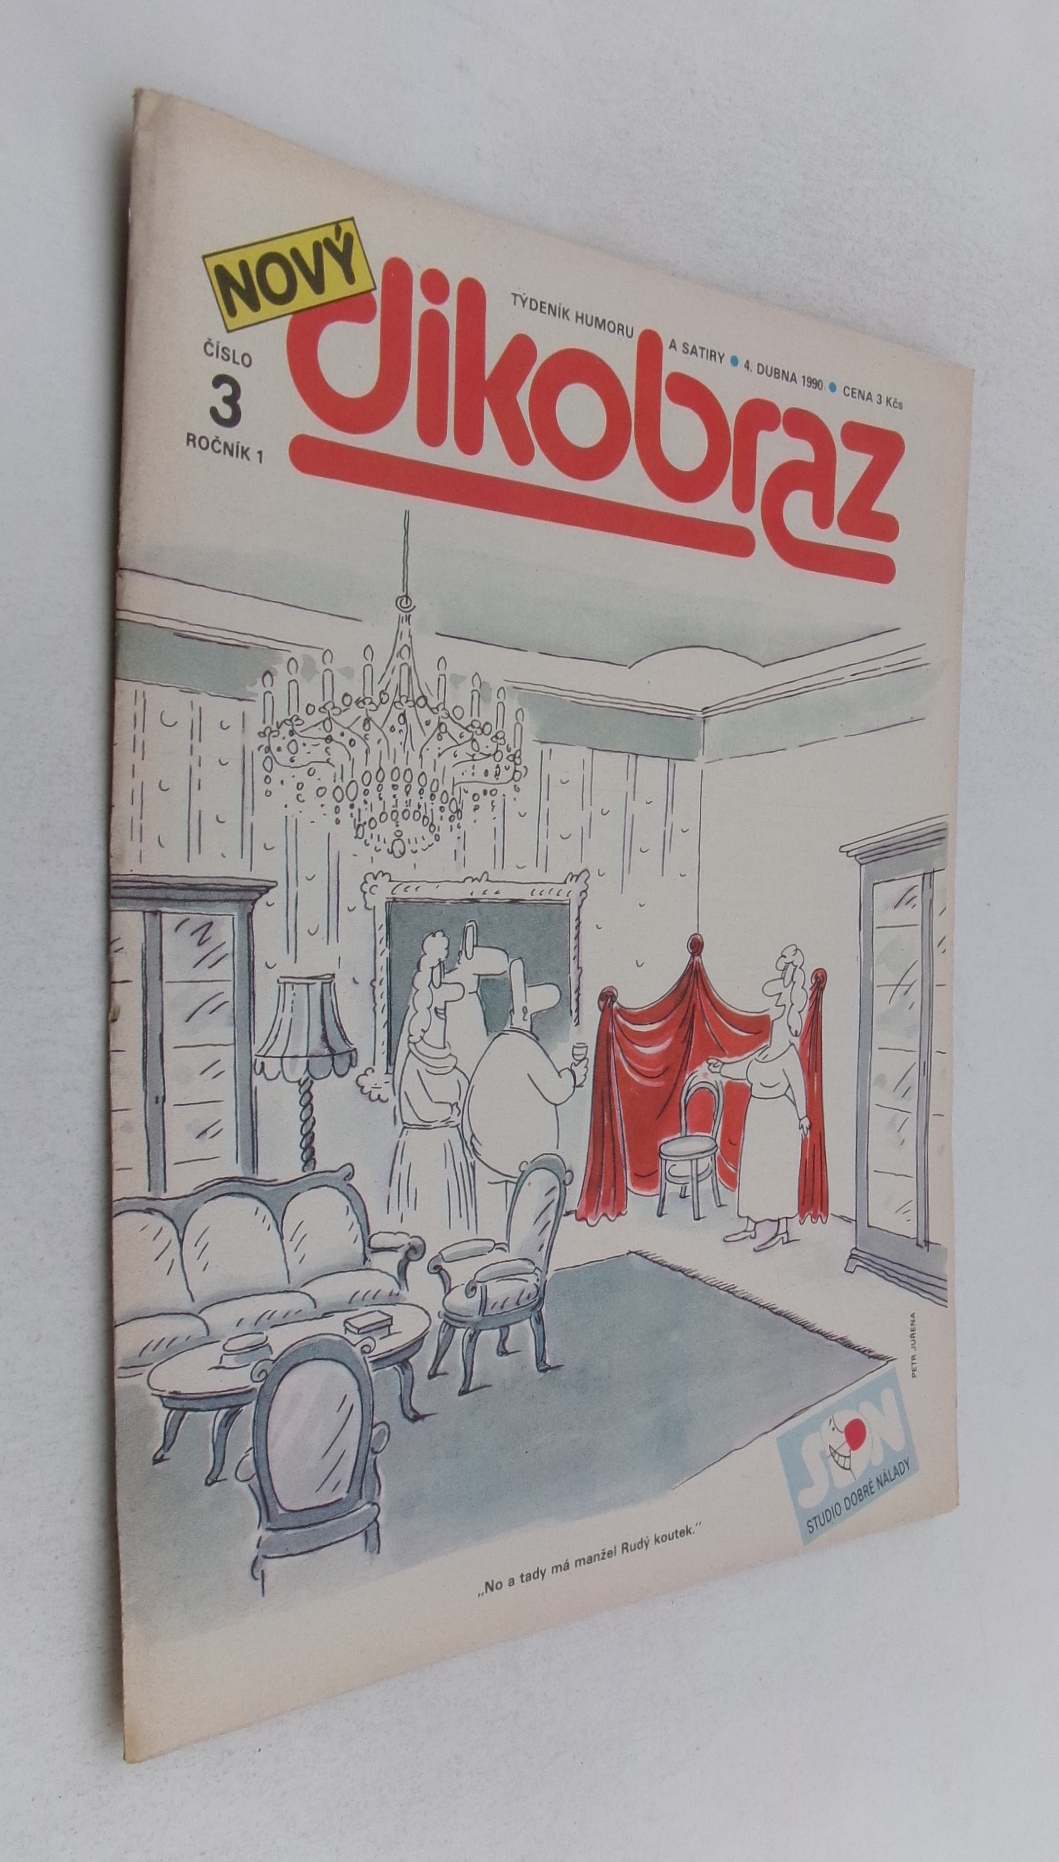 NOVÝ
dikobraz
TÝDENÍK HUMORU A SATIRY • 4. DUBNA 1990 • CENA 3 Kčs
ČÍSLO
3
ROČNÍK 1
PETR JUŘENA
SDN
STUDIO DOBRÉ NÁLADY
„No a tady má manžel Rudý koutek.“